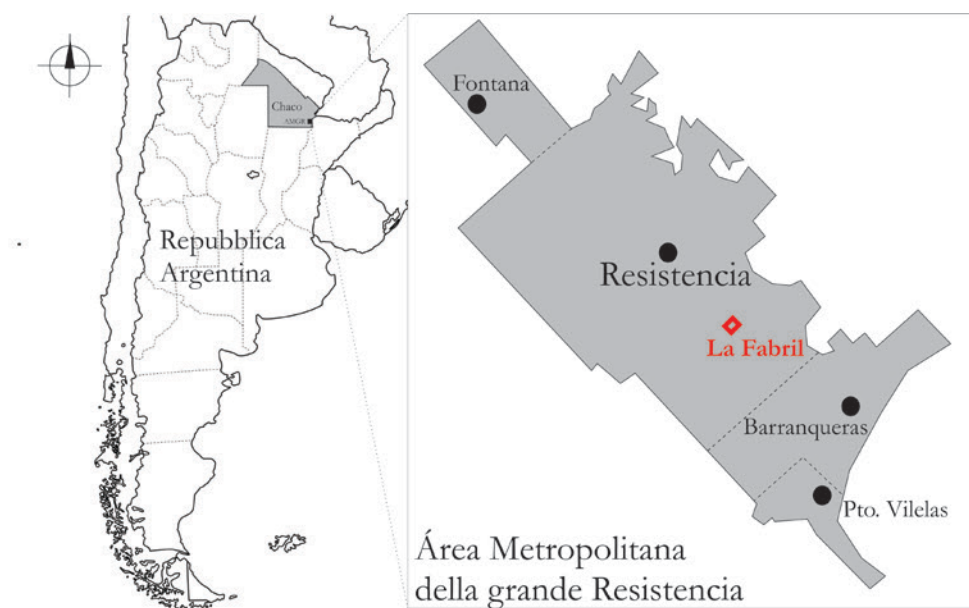 Chaco
AMGR
Repubblica
Argentina
Fontana
Resistencia
La Fabril
Barranqueras
Pto. Vilelas
Área Metropolitana
della grande Resistencia